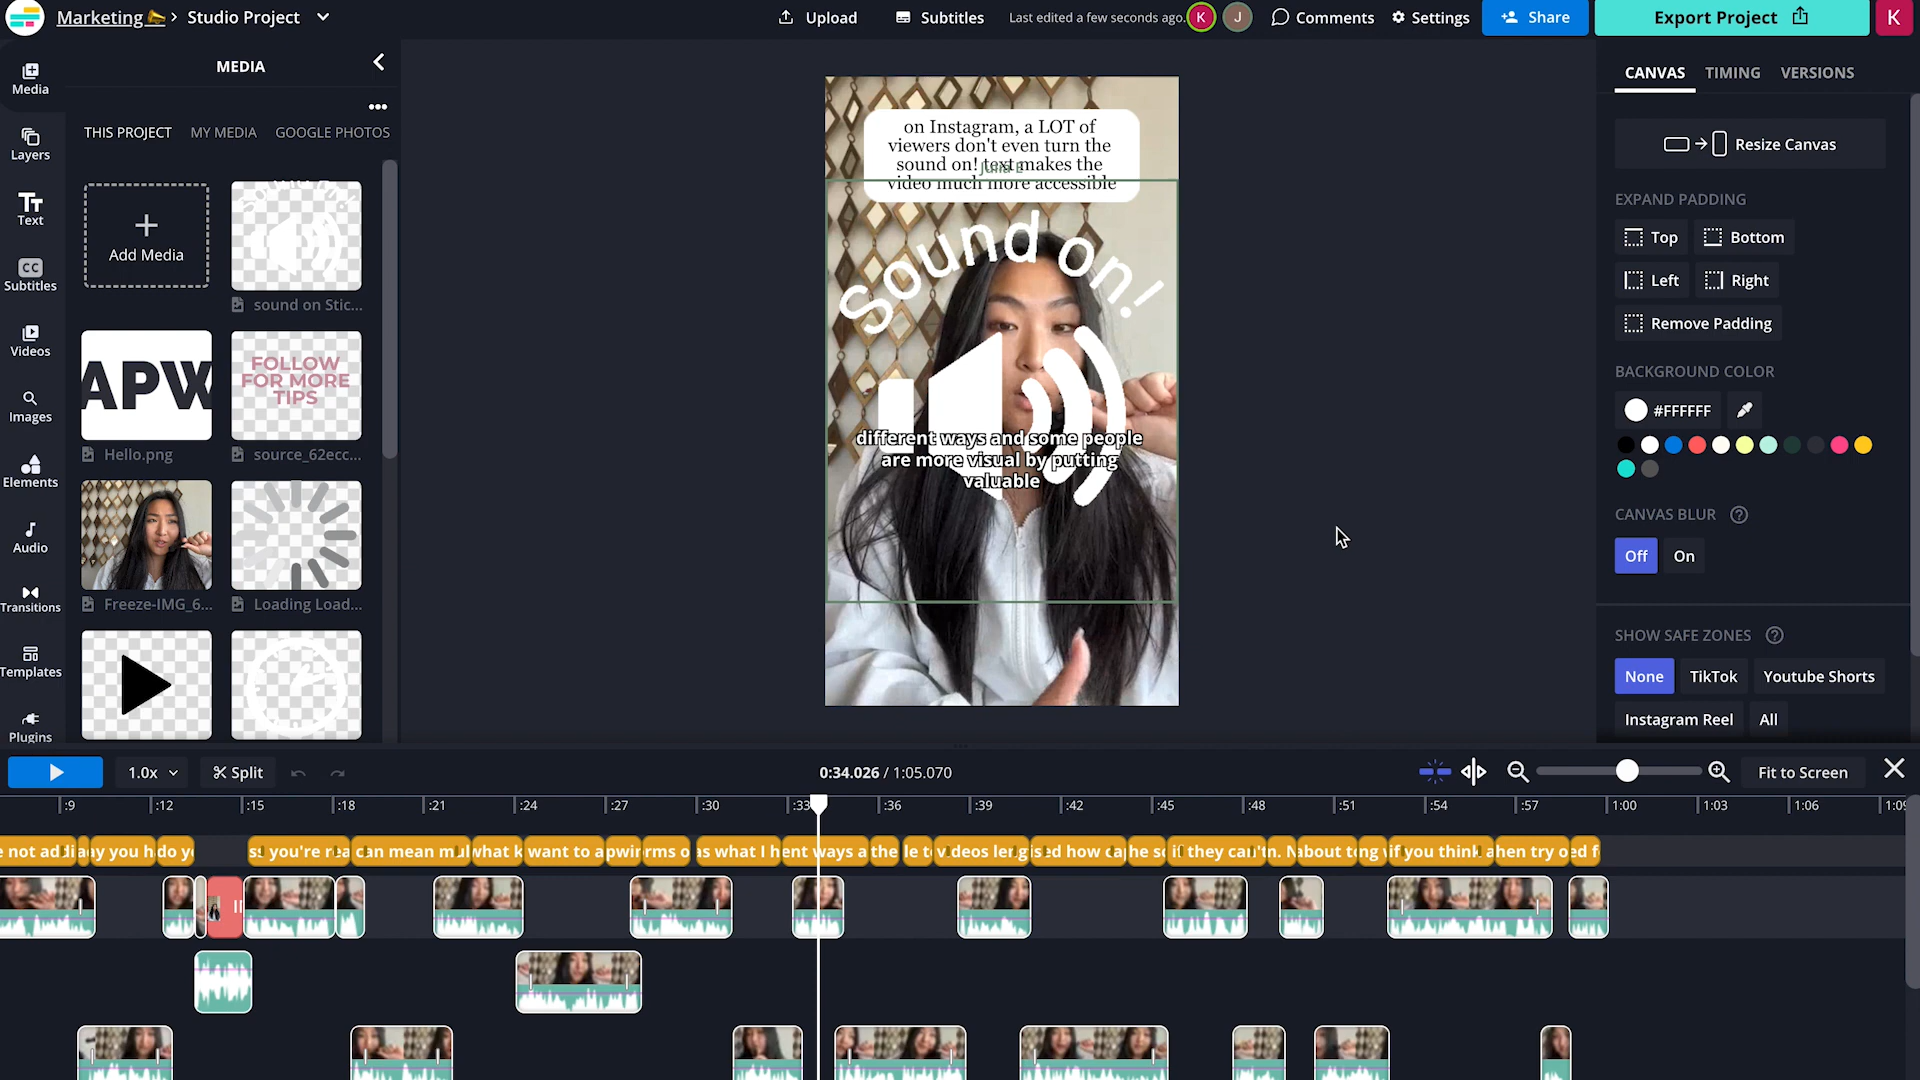 Marketing
Studio Project
Upload
Subtitles
Last edited a few seconds ago.
K
J
Comments
Settings
Share
Export Project
K
Media
Layers
Text
CC
Subtitles
Videos
Images
Elements
Audio
Transitions
Templates
Plugins
MEDIA
THIS PROJECT
MY MEDIA
GOOGLE PHOTOS
Add Media
sound on Stic...
APW
Hello.png
FOLLOW
FOR MORE
TIPS
source_62ecc...
Freeze-IMG_6...
Loading Load...
on Instagram, a LOT of
viewers don't even turn the
sound on! text makes the
video much more accessible
Sound on!
different ways and some people
are more visual by putting
valuable
CANVAS
TIMING
VERSIONS
Resize Canvas
EXPAND PADDING
Top
Bottom
Left
Right
Remove Padding
BACKGROUND COLOR
#FFFFFF
CANVAS BLUR
Off
On
SHOW SAFE ZONES
None
TikTok
Youtube Shorts
Instagram Reel
All
1.0x
Split
0:34.026 / 1:05.070
Fit to Screen
:9 :12 :15 :18 :21 :24 :27 :30 :33 :36 :39 :42 :45 :48 :51 :54 :57 1:00 1:03 1:06 1:09